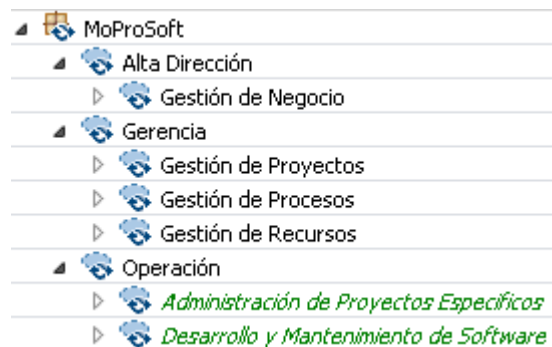 MoProSoft
Alta Dirección
Gestión de Negocio
Gerencia
Gestión de Proyectos
Gestión de Procesos
Gestión de Recursos
Operación
Administración de Proyectos Específicos
Desarrollo y Mantenimiento de Software